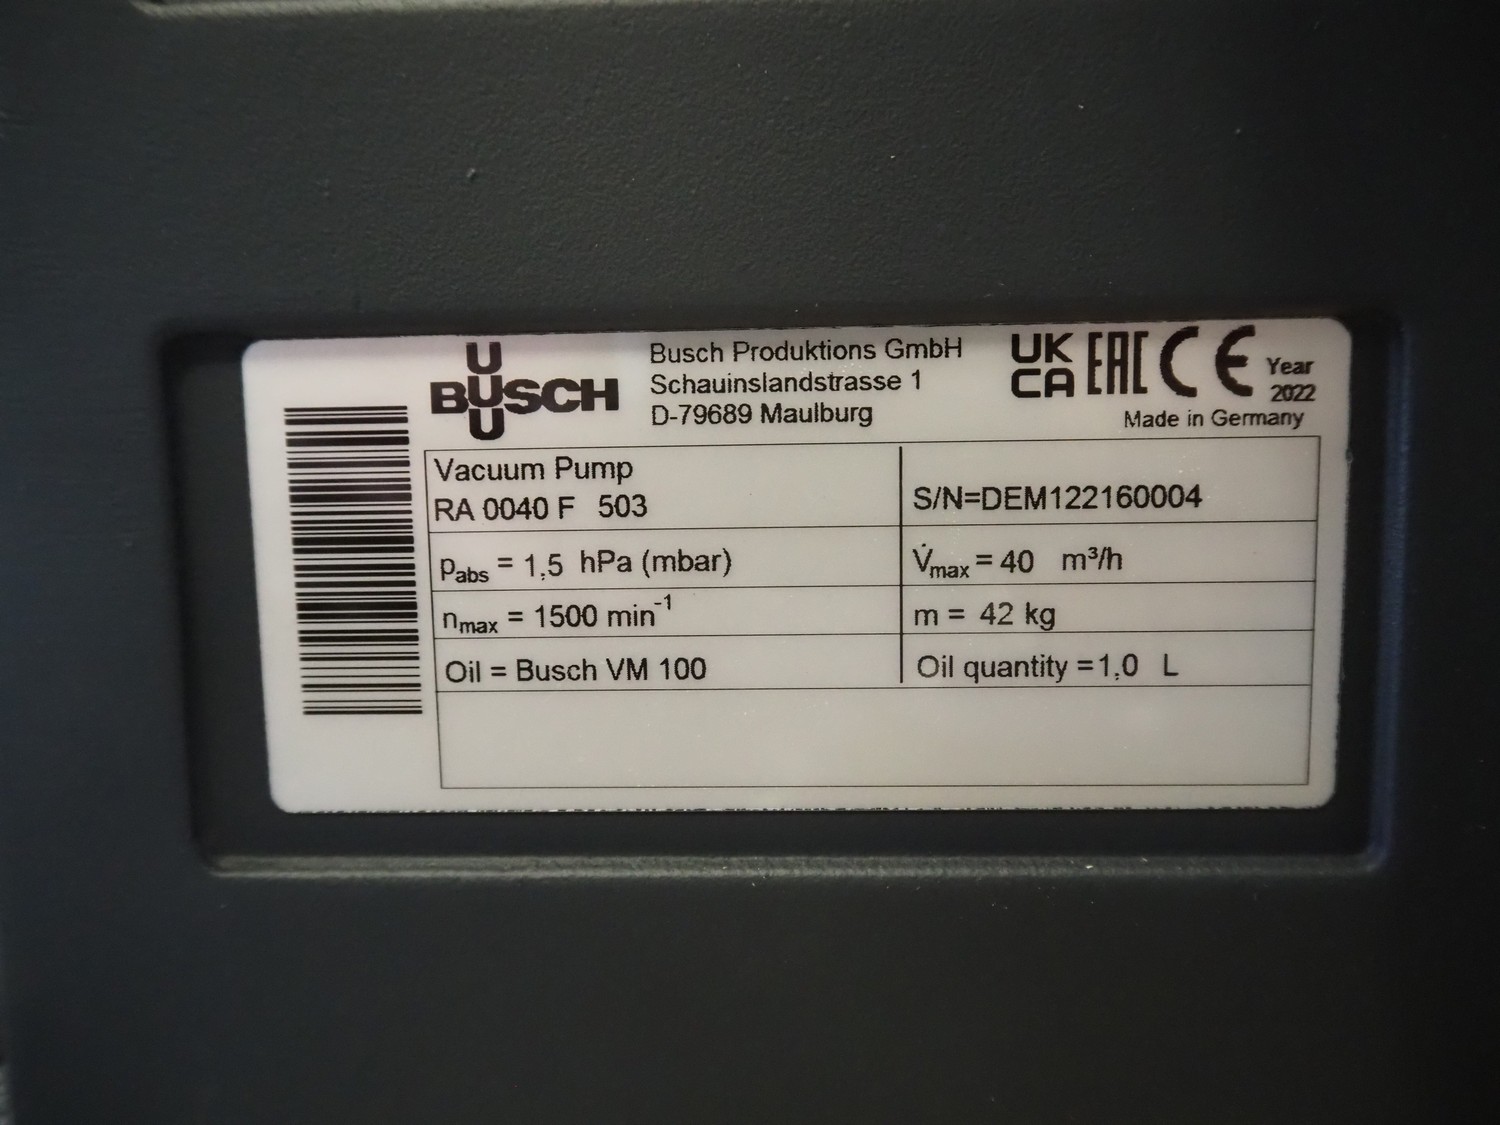 BUSCH
U
U
Busch Produktions GmbH
Schauinslandstrasse 1
D-79689 Maulburg
UK
CA
EAC CE
Year
2022
Made in Germany
Vacuum Pump
RA 0040 F 503
S/N=DEM122160004
pabs = 1,5 hPa (mbar)
V̇max = 40 m³/h
nmax = 1500 min⁻¹
m = 42 kg
Oil = Busch VM 100
Oil quantity =1,0 L